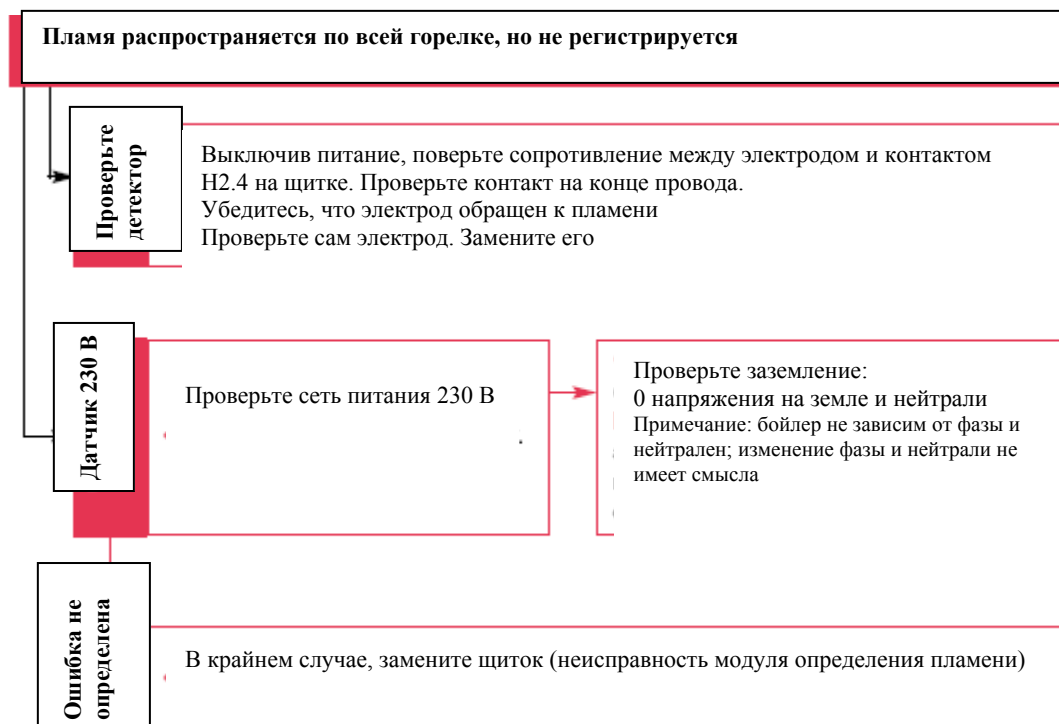 Пламя распространяется по всей горелке, но не регистрируется
Проверьте
детектор
Выключив питание, поверьте сопротивление между электродом и контактом
Н2.4 на щитке. Проверьте контакт на конце провода.
Убедитесь, что электрод обращен к пламени
Проверьте сам электрод. Замените его
Датчик 230 В
Проверьте сеть питания 230 В
Проверьте заземление:
0 напряжения на земле и нейтрали
Примечание: бойлер не зависим от фазы и
нейтрален; изменение фазы и нейтрали не
имеет смысла
Ошибка не
определена
В крайнем случае, замените щиток (неисправность модуля определения пламени)